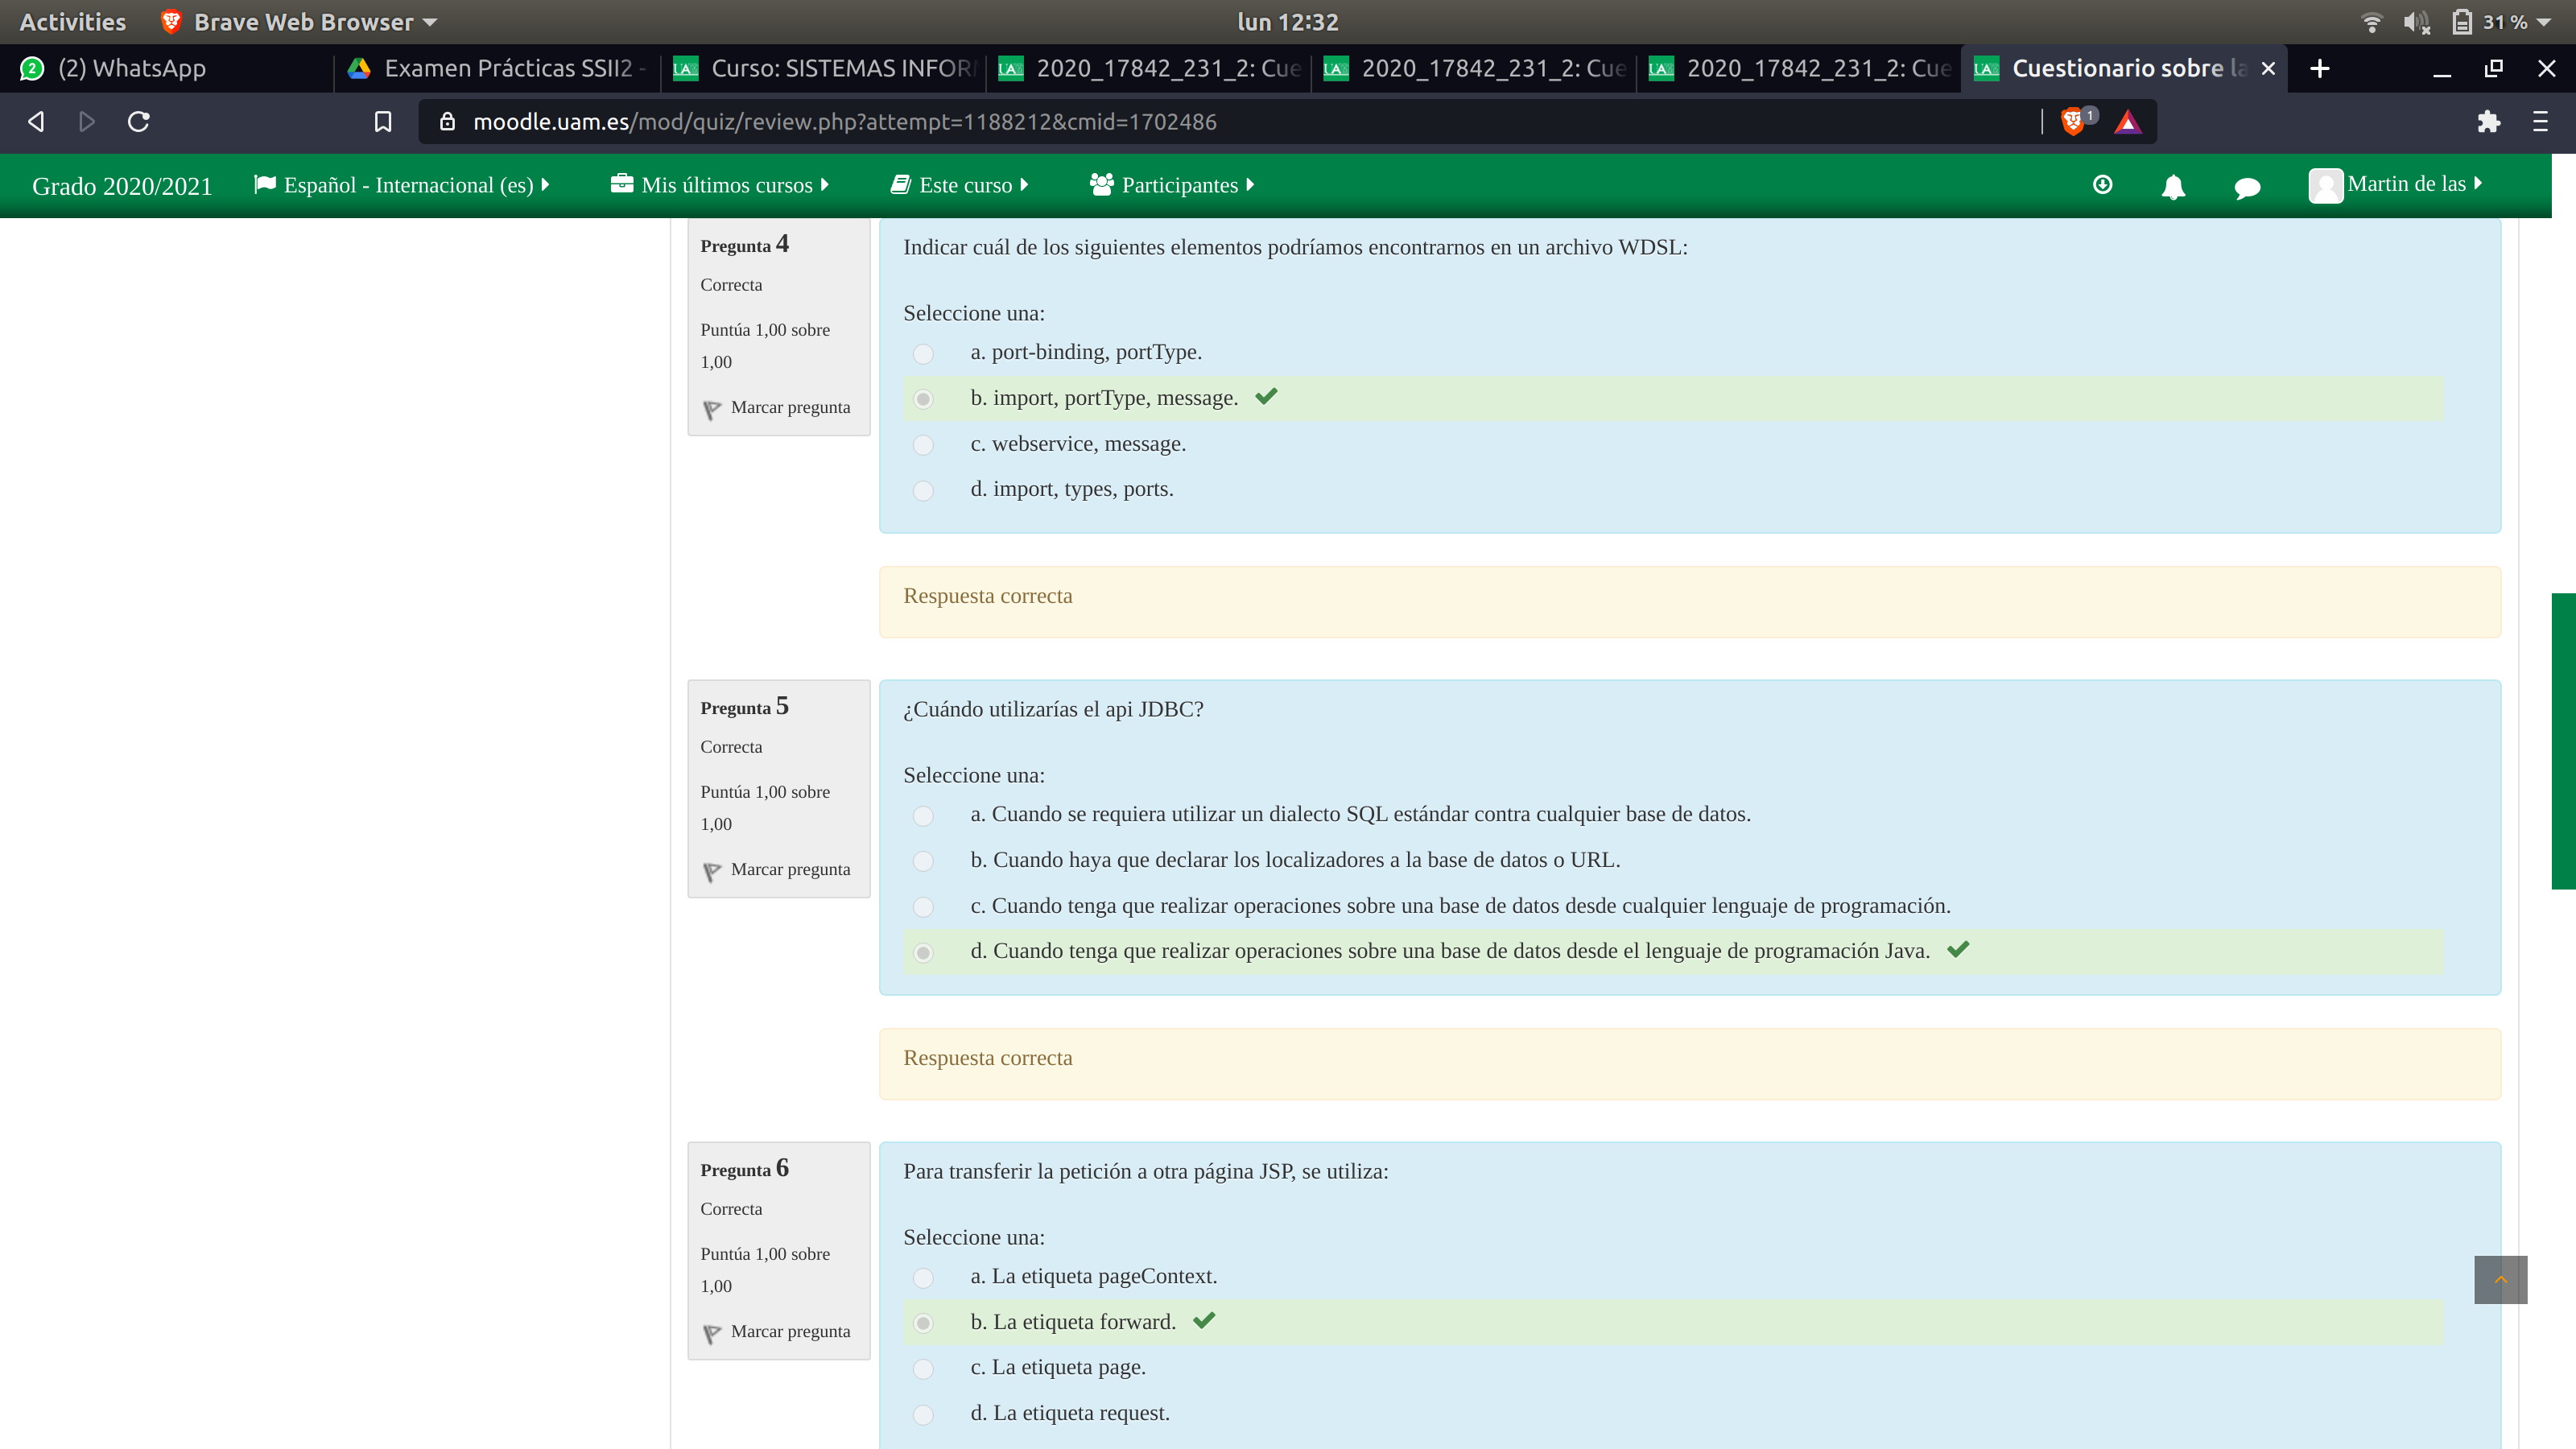 Activities Brave Web Browser lun 12:32 31 %
2 (2) WhatsApp Examen Prácticas SSII2 - Curso: SISTEMAS INFOR 2020_17842_231_2: Cue 2020_17842_231_2: Cue 2020_17842_231_2: Cue Cuestionario sobre la
moodle.uam.es/mod/quiz/review.php?attempt=1188212&cmid=1702486 1
Grado 2020/2021 Español - Internacional (es) Mis últimos cursos Este curso Participantes Martin de las
Pregunta 4
Correcta
Puntúa 1,00 sobre
1,00
Marcar pregunta
Indicar cuál de los siguientes elementos podríamos encontrarnos en un archivo WDSL:
Seleccione una:
a. port-binding, portType.
b. import, portType, message.
c. webservice, message.
d. import, types, ports.
Respuesta correcta
Pregunta 5
Correcta
Puntúa 1,00 sobre
1,00
Marcar pregunta
¿Cuándo utilizarías el api JDBC?
Seleccione una:
a. Cuando se requiera utilizar un dialecto SQL estándar contra cualquier base de datos.
b. Cuando haya que declarar los localizadores a la base de datos o URL.
c. Cuando tenga que realizar operaciones sobre una base de datos desde cualquier lenguaje de programación.
d. Cuando tenga que realizar operaciones sobre una base de datos desde el lenguaje de programación Java.
Respuesta correcta
Pregunta 6
Correcta
Puntúa 1,00 sobre
1,00
Marcar pregunta
Para transferir la petición a otra página JSP, se utiliza:
Seleccione una:
a. La etiqueta pageContext.
b. La etiqueta forward.
c. La etiqueta page.
d. La etiqueta request.